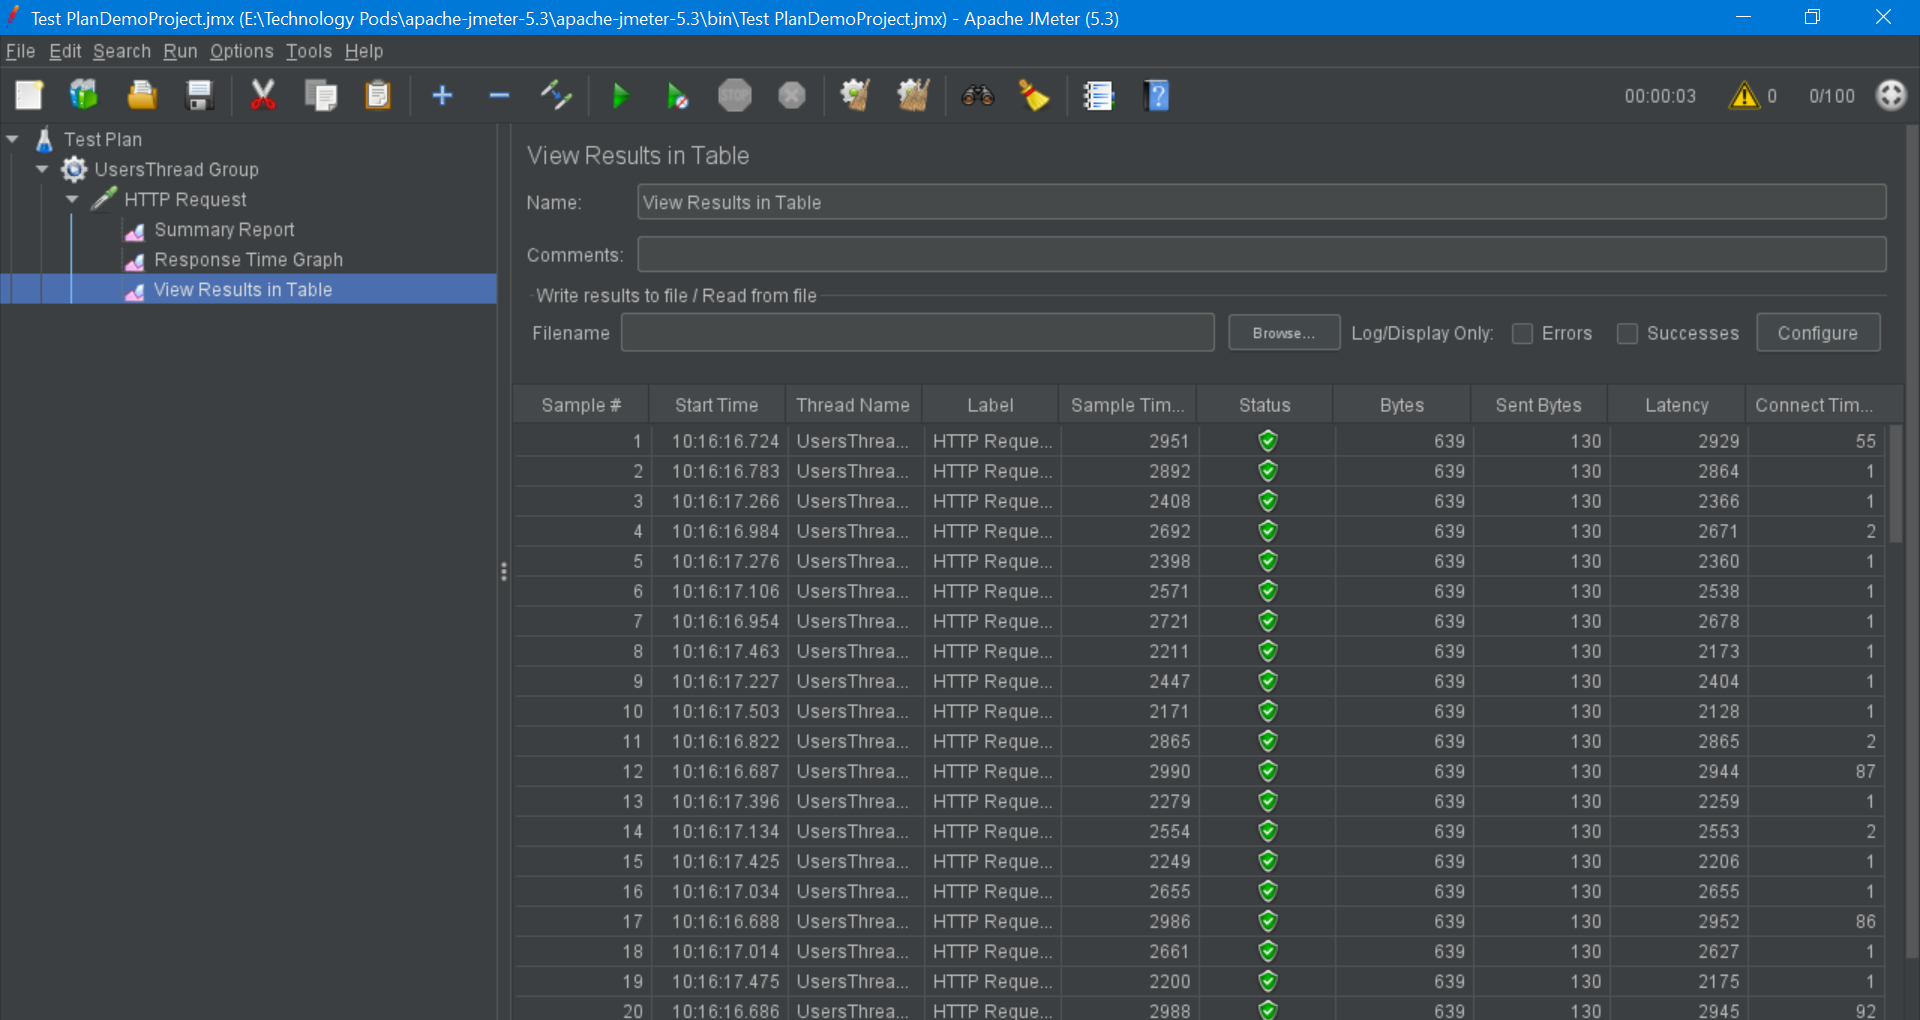 Test PlanDemoProject.jmx (E:\Technology Pods\apache-jmeter-5.3\apache-jmeter-5.3\bin\Test PlanDemoProject.jmx) - Apache JMeter (5.3)
File Edit Search Run Options Tools Help
STOP 00:00:03 0 0/100
Test Plan
UsersThread Group
HTTP Request
Summary Report
Response Time Graph
View Results in Table
View Results in Table
Name: View Results in Table
Comments:
Write results to file / Read from file
Filename Browse... Log/Display Only: Errors Successes Configure
Sample # Start Time Thread Name Label Sample Tim... Status Bytes Sent Bytes Latency Connect Tim...
1 10:16:16.724 UsersThrea... HTTP Reque... 2951 639 130 2929 55
2 10:16:16.783 UsersThrea... HTTP Reque... 2892 639 130 2864 1
3 10:16:17.266 UsersThrea... HTTP Reque... 2408 639 130 2366 1
4 10:16:16.984 UsersThrea... HTTP Reque... 2692 639 130 2671 2
5 10:16:17.276 UsersThrea... HTTP Reque... 2398 639 130 2360 1
6 10:16:17.106 UsersThrea... HTTP Reque... 2571 639 130 2538 1
7 10:16:16.954 UsersThrea... HTTP Reque... 2721 639 130 2678 1
8 10:16:17.463 UsersThrea... HTTP Reque... 2211 639 130 2173 1
9 10:16:17.227 UsersThrea... HTTP Reque... 2447 639 130 2404 1
10 10:16:17.503 UsersThrea... HTTP Reque... 2171 639 130 2128 1
11 10:16:16.822 UsersThrea... HTTP Reque... 2865 639 130 2865 2
12 10:16:16.687 UsersThrea... HTTP Reque... 2990 639 130 2944 87
13 10:16:17.396 UsersThrea... HTTP Reque... 2279 639 130 2259 1
14 10:16:17.134 UsersThrea... HTTP Reque... 2554 639 130 2553 2
15 10:16:17.425 UsersThrea... HTTP Reque... 2249 639 130 2206 1
16 10:16:17.034 UsersThrea... HTTP Reque... 2655 639 130 2655 1
17 10:16:16.688 UsersThrea... HTTP Reque... 2986 639 130 2952 86
18 10:16:17.014 UsersThrea... HTTP Reque... 2661 639 130 2627 1
19 10:16:17.475 UsersThrea... HTTP Reque... 2200 639 130 2175 1
20 10:16:16.686 UsersThrea... HTTP Reque... 2988 639 130 2945 92